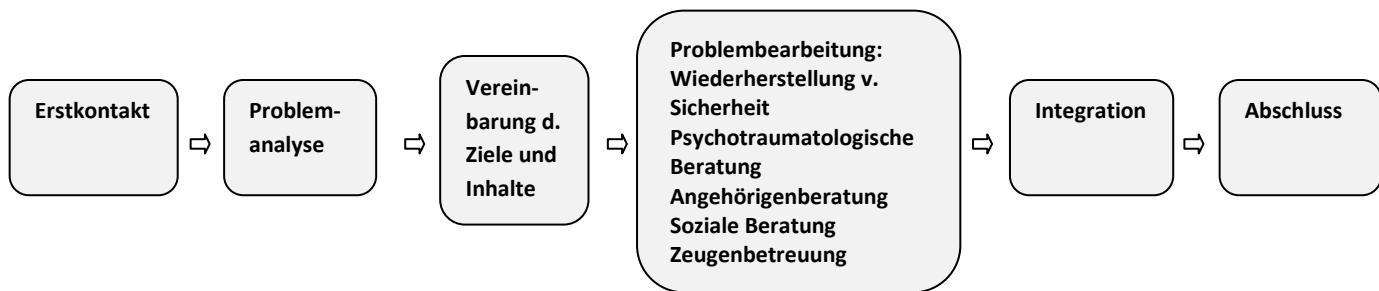 Erstkontakt
Problem-
analyse
Verein-
barung d.
Ziele und
Inhalte
Problembearbeitung:
Wiederherstellung v.
Sicherheit
Psychotraumatologische
Beratung
Angehörigenberatung
Soziale Beratung
Zeugenbetreuung
Integration
Abschluss